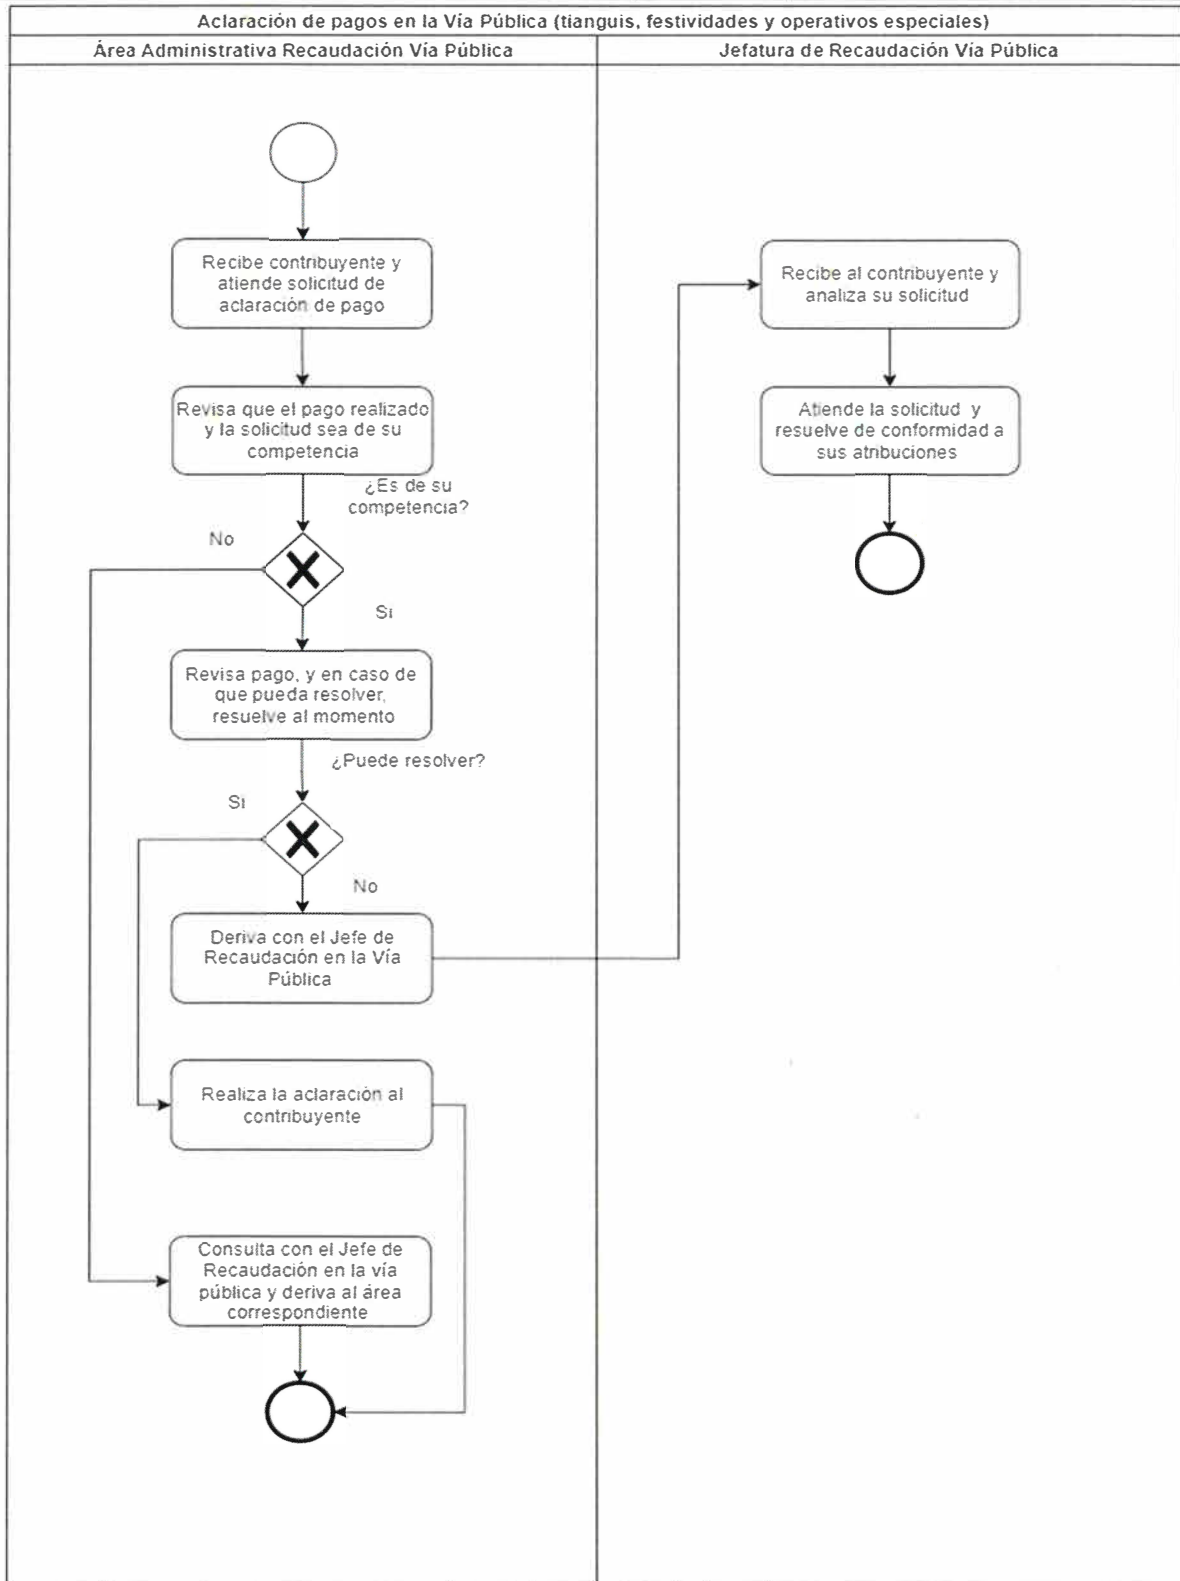 Aclaración de pagos en la Vía Pública (tianguis, festividades y operativos especiales)
Área Administrativa Recaudación Vía Pública
Jefatura de Recaudación Vía Pública
Recibe contribuyente y
atiende solicitud de
aclaración de pago
Revisa que el pago realizado
y la solicitud sea de su
competencia
¿Es de su
competencia?
No
Si
Revisa pago, y en caso de
que pueda resolver,
resuelve al momento
¿Puede resolver?
Si
No
Deriva con el Jefe de
Recaudación en la Vía
Pública
Realiza la aclaración al
contribuyente
Consulta con el Jefe de
Recaudación en la vía
pública y deriva al área
correspondiente
Recibe al contribuyente y
analiza su solicitud
Atiende la solicitud y
resuelve de conformidad a
sus atribuciones